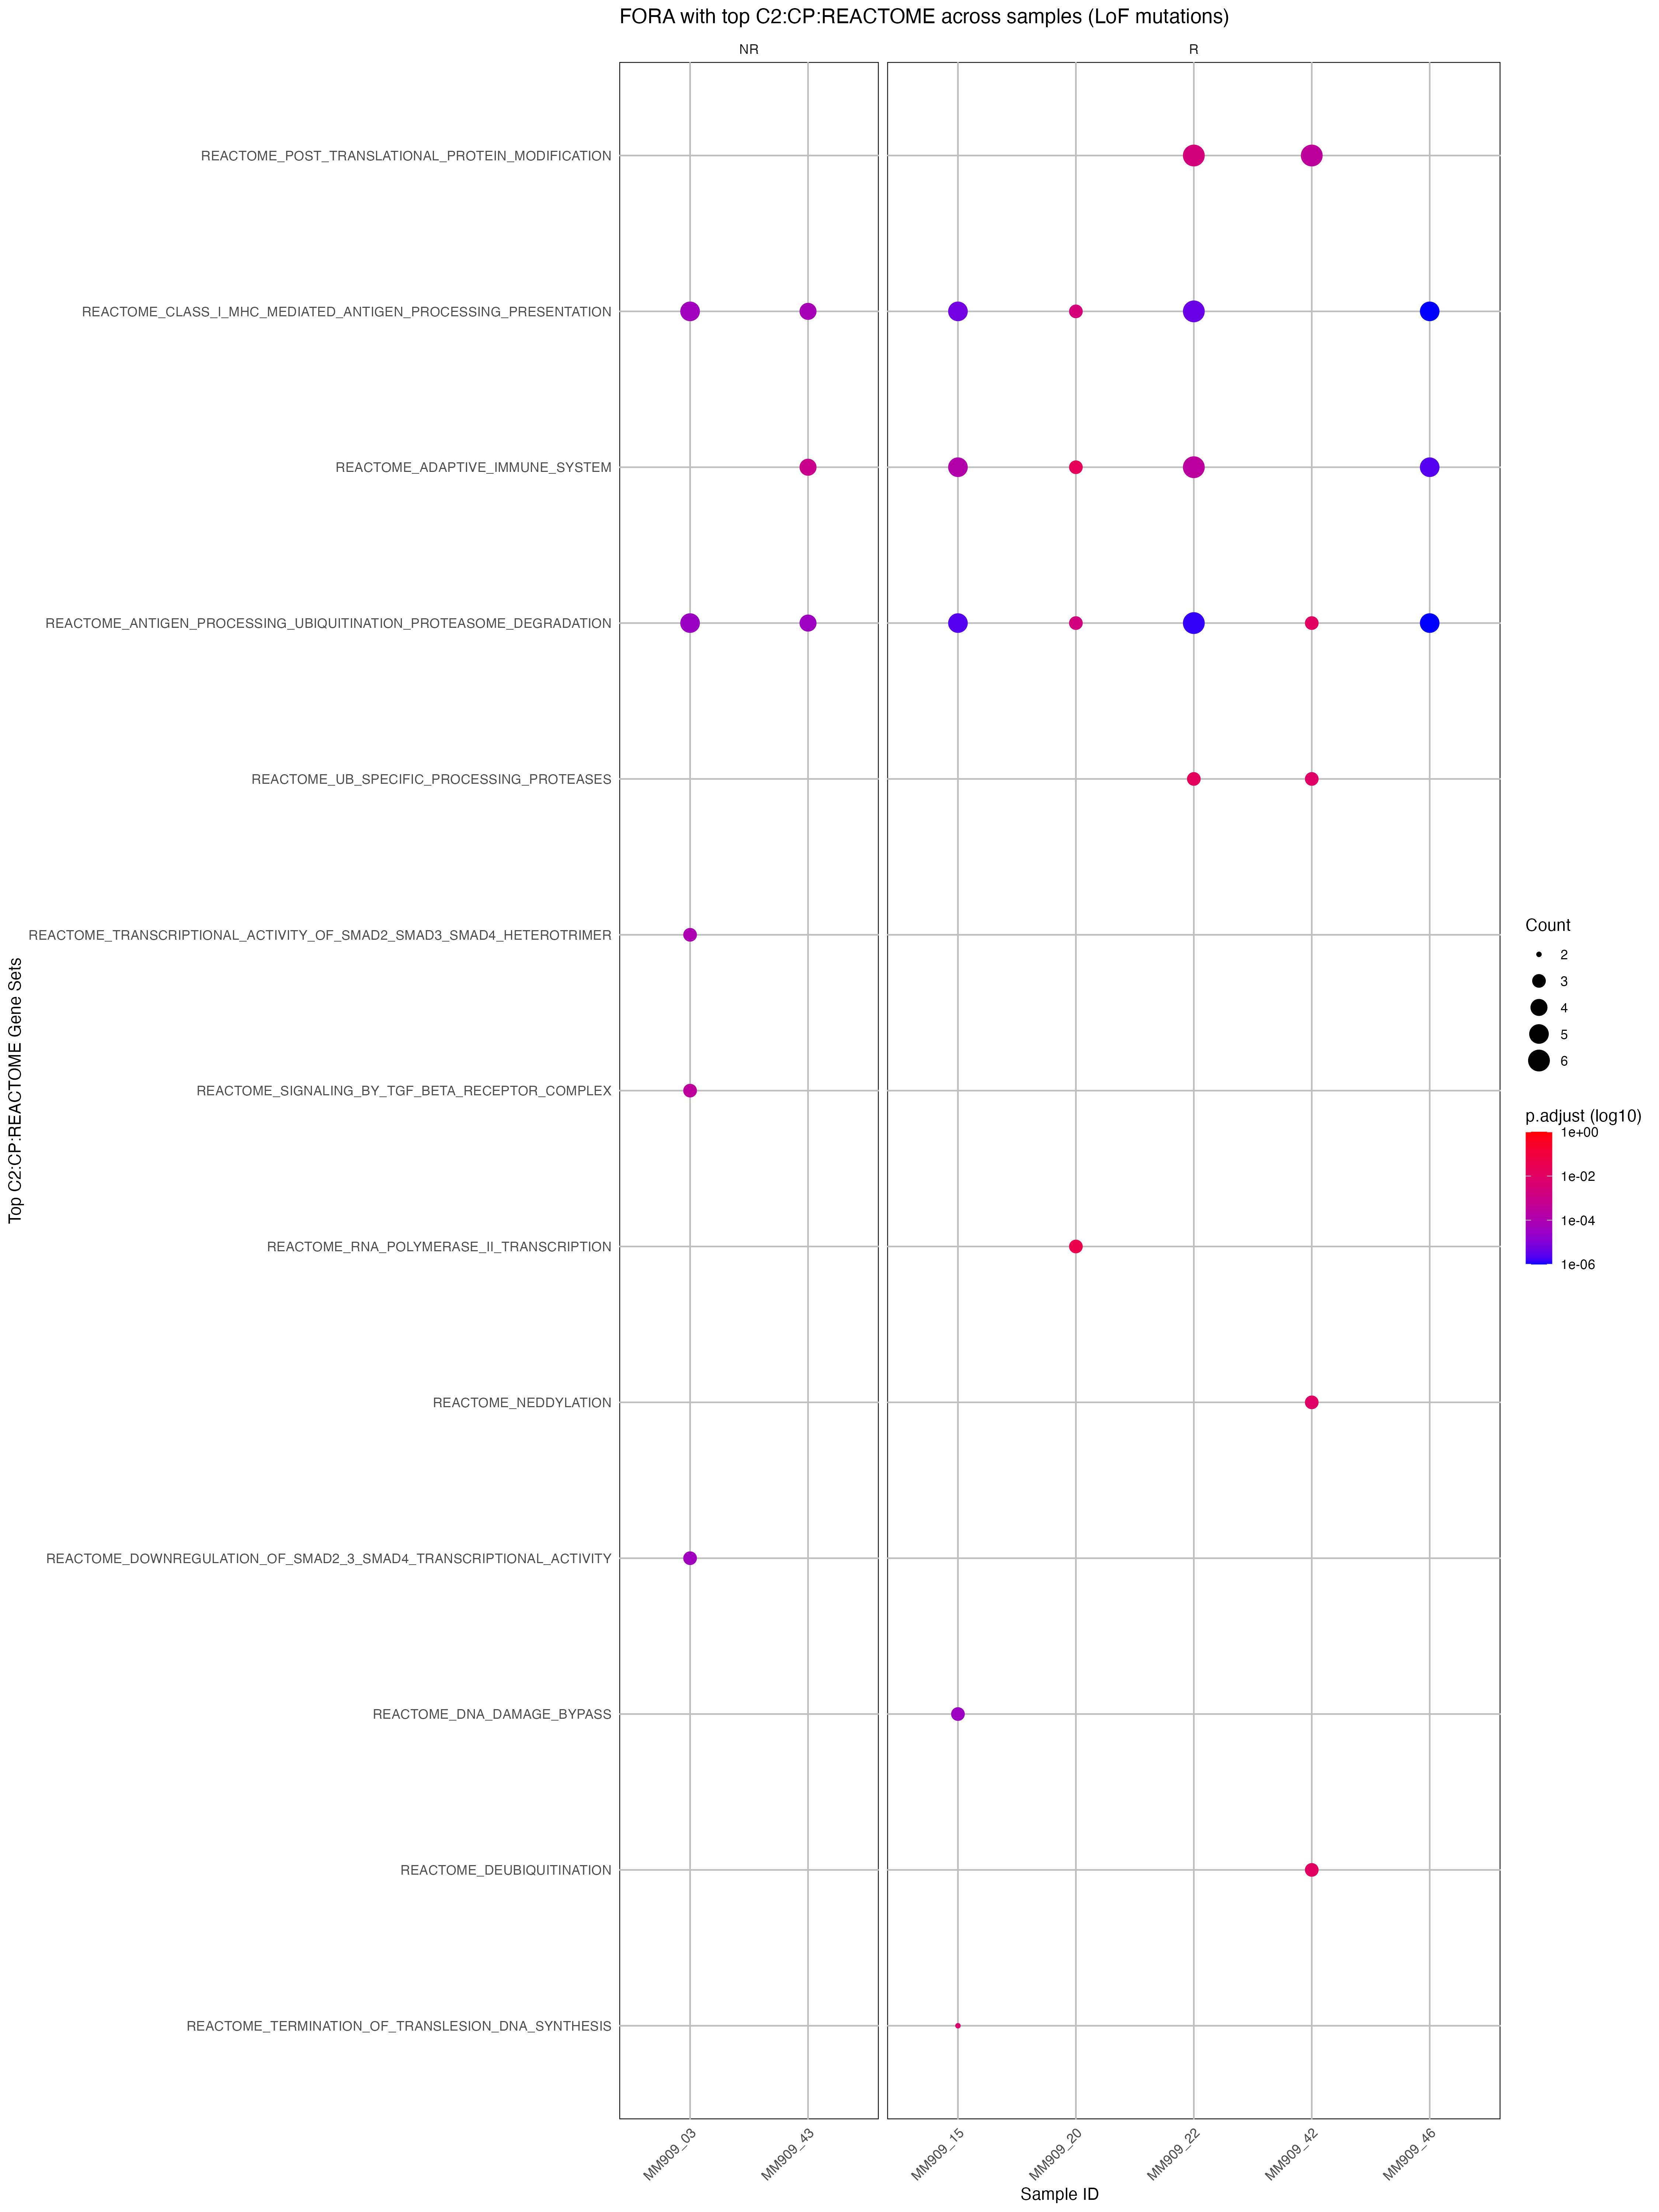 FORA with top C2:CP:REACTOME across samples (LoF mutations)
NR
R
REACTOME_POST_TRANSLATIONAL_PROTEIN_MODIFICATION
REACTOME_CLASS_I_MHC_MEDIATED_ANTIGEN_PROCESSING_PRESENTATION
REACTOME_ADAPTIVE_IMMUNE_SYSTEM
REACTOME_ANTIGEN_PROCESSING_UBIQUITINATION_PROTEASOME_DEGRADATION
REACTOME_UB_SPECIFIC_PROCESSING_PROTEASES
REACTOME_TRANSCRIPTIONAL_ACTIVITY_OF_SMAD2_SMAD3_SMAD4_HETEROTRIMER
REACTOME_SIGNALING_BY_TGF_BETA_RECEPTOR_COMPLEX
REACTOME_RNA_POLYMERASE_II_TRANSCRIPTION
REACTOME_NEDDYLATION
REACTOME_DOWNREGULATION_OF_SMAD2_3_SMAD4_TRANSCRIPTIONAL_ACTIVITY
REACTOME_DNA_DAMAGE_BYPASS
REACTOME_DEUBIQUITINATION
REACTOME_TERMINATION_OF_TRANSLESION_DNA_SYNTHESIS
Top C2:CP:REACTOME Gene Sets
MM909_03
MM909_43
MM909_15
MM909_20
MM909_22
MM909_42
MM909_46
Sample ID
Count
2
3
4
5
6
p.adjust (log10)
1e+00
1e-02
1e-04
1e-06